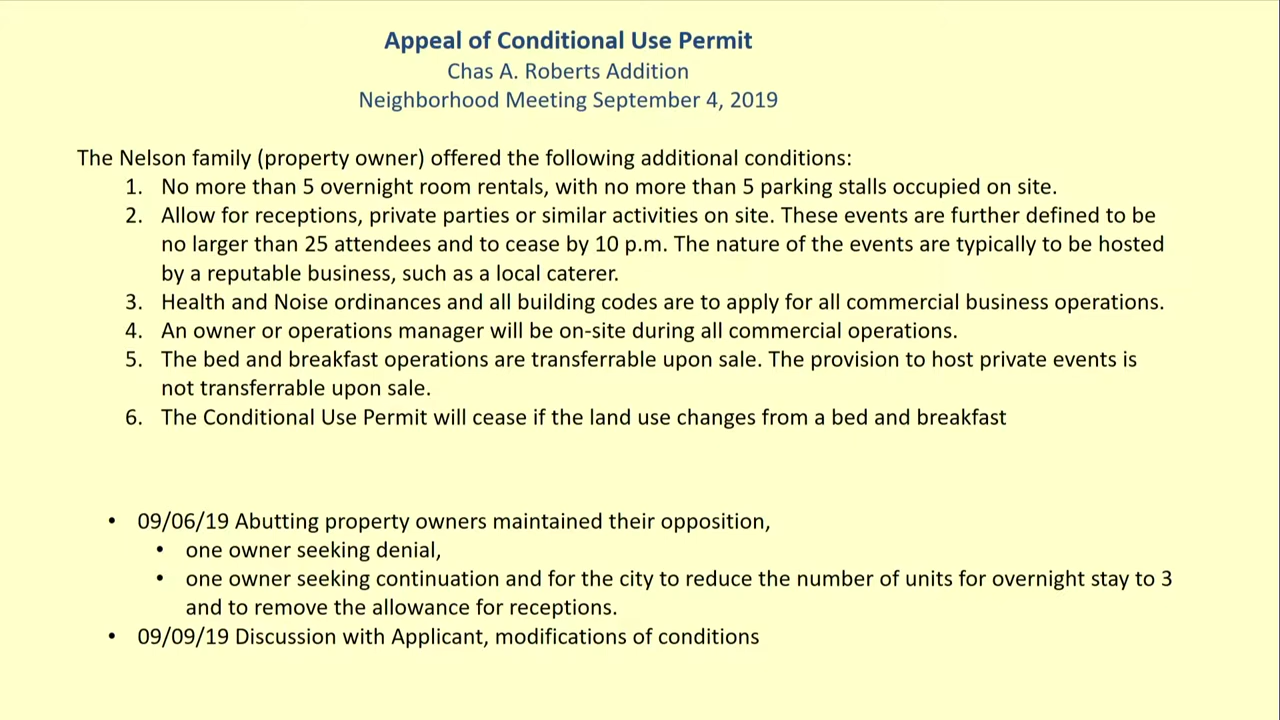 Appeal of Conditional Use Permit
Chas A. Roberts Addition
Neighborhood Meeting September 4, 2019
The Nelson family (property owner) offered the following additional conditions:
1. No more than 5 overnight room rentals, with no more than 5 parking stalls occupied on site.
2. Allow for receptions, private parties or similar activities on site. These events are further defined to be
no larger than 25 attendees and to cease by 10 p.m. The nature of the events are typically to be hosted
by a reputable business, such as a local caterer.
3. Health and Noise ordinances and all building codes are to apply for all commercial business operations.
4. An owner or operations manager will be on-site during all commercial operations.
5. The bed and breakfast operations are transferrable upon sale. The provision to host private events is
not transferrable upon sale.
6. The Conditional Use Permit will cease if the land use changes from a bed and breakfast
• 09/06/19 Abutting property owners maintained their opposition,
• one owner seeking denial,
• one owner seeking continuation and for the city to reduce the number of units for overnight stay to 3
and to remove the allowance for receptions.
• 09/09/19 Discussion with Applicant, modifications of conditions